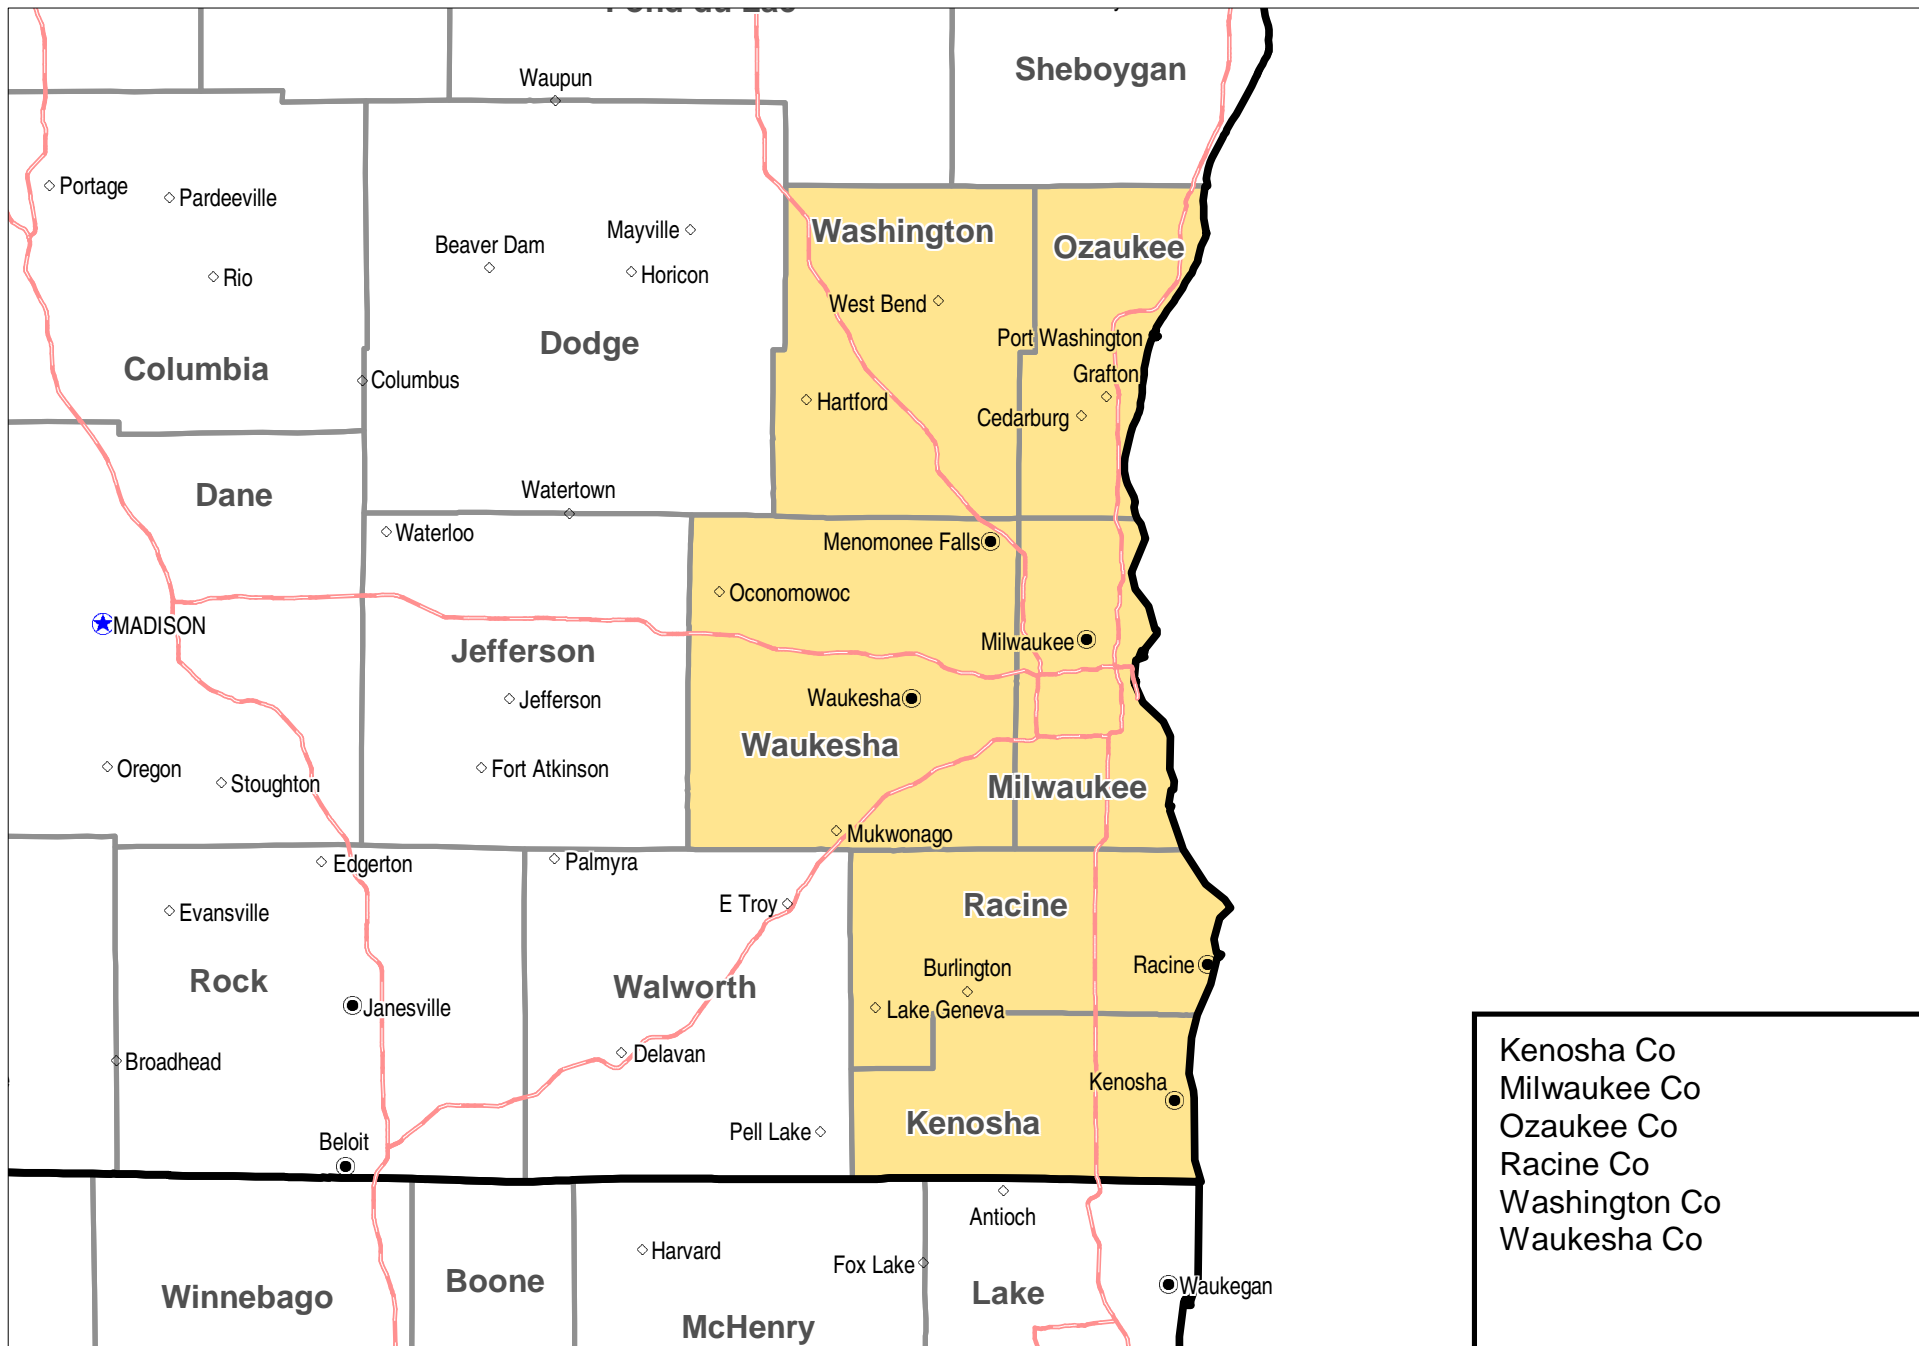 Fond du Lac
Sheboygan
Waupun
Portage
Pardeeville
Mayville
Washington
Ozaukee
Beaver Dam
Horicon
Rio
West Bend
Dodge
Port Washington
Columbia
Columbus
Grafton
Hartford
Cedarburg
Dane
Watertown
Waterloo
Menomonee Falls
Oconomowoc
MADISON
Jefferson
Milwaukee
Jefferson
Waukesha
Waukesha
Oregon
Stoughton
Fort Atkinson
Milwaukee
Mukwonago
Edgerton
Palmyra
Evansville
E Troy
Racine
Rock
Walworth
Burlington
Racine
Janesville
Lake Geneva
Broadhead
Delavan
Kenosha
Kenosha
Beloit
Pell Lake
Antioch
Harvard
Fox Lake
Winnebago
Boone
McHenry
Lake
Waukegan
Kenosha Co
Milwaukee Co
Ozaukee Co
Racine Co
Washington Co
Waukesha Co